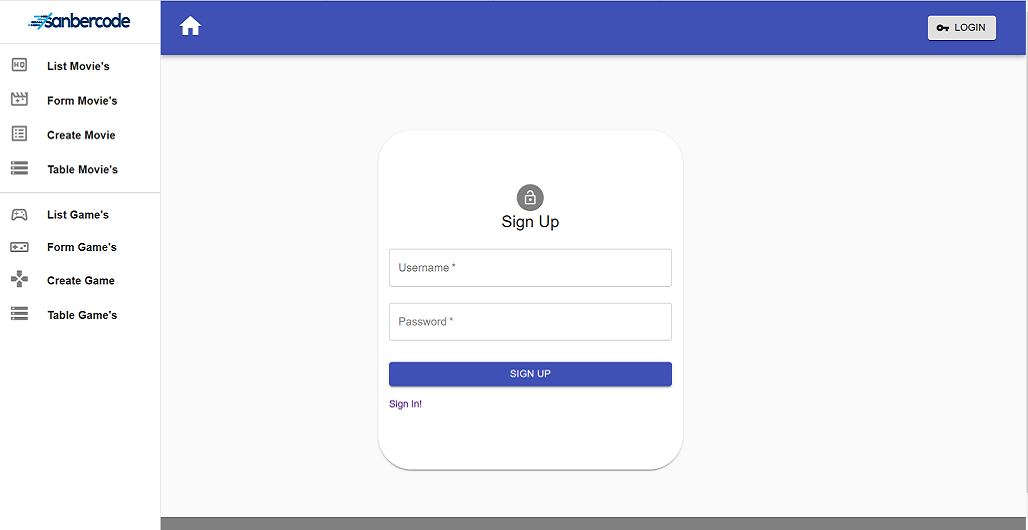 sanbercode
LOGIN
HQ
List Movie's
Form Movie's
Create Movie
Table Movie's
List Game's
Form Game's
Create Game
Table Game's
Sign Up
Username *
Password *
SIGN UP
Sign In!